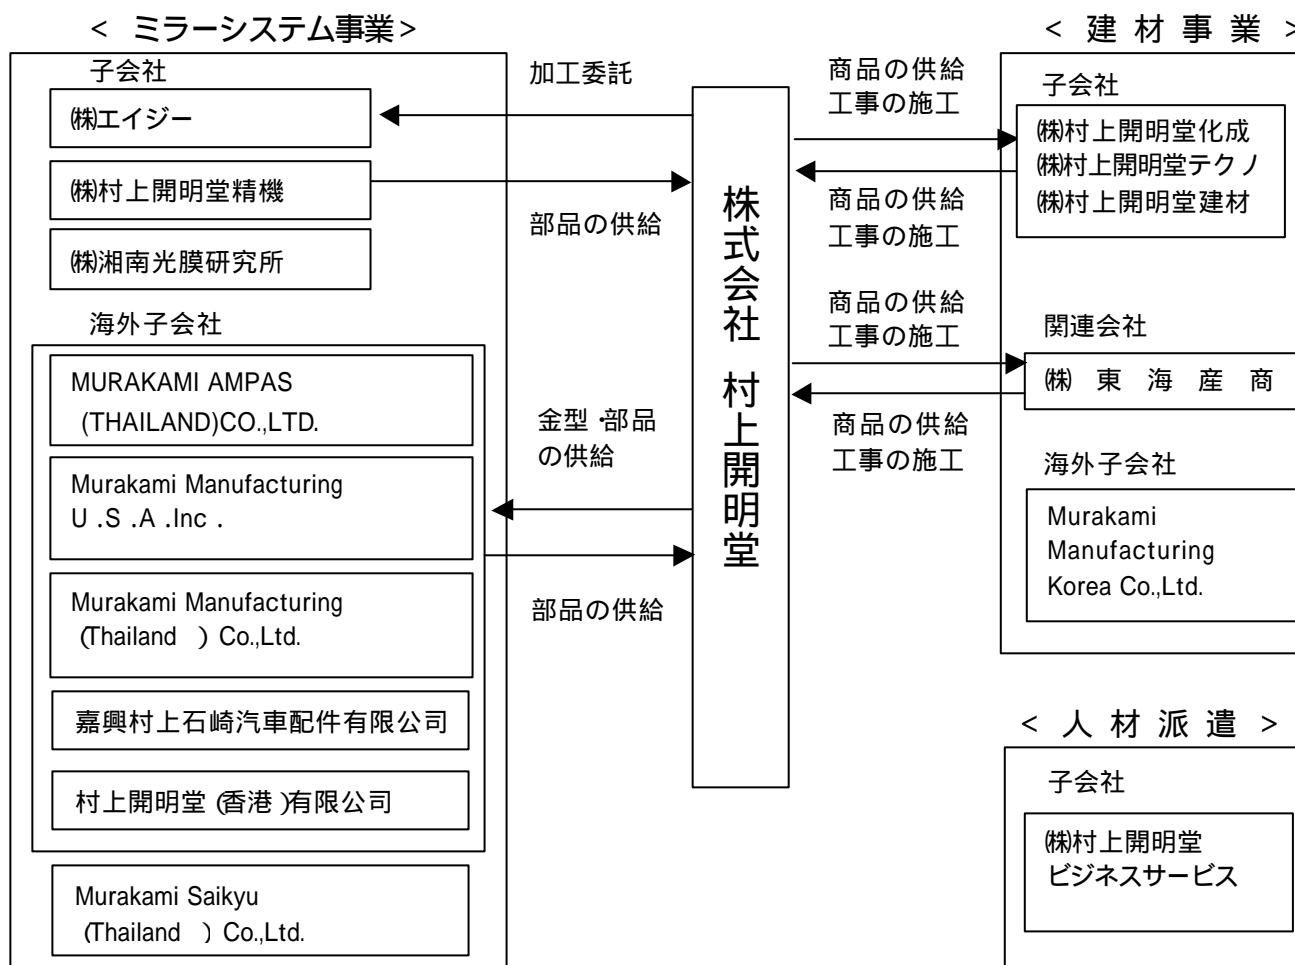 < ミラーシステム事業>
子会社
㈱エイジー
㈱村上開明堂精機
㈱湘南光膜研究所
海外子会社
MURAKAMI AMPAS
(THAILAND)CO.,LTD.
Murakami Manufacturing
U .S .A .Inc .
Murakami Manufacturing
(Thailand ) Co.,Ltd.
嘉興村上石崎汽車配件有限公司
村上開明堂(香港)有限公司
Murakami Saikyu
(Thailand ) Co.,Ltd.
加工委託
部品の供給
金型・部品
の供給
部品の供給
株式会社 村上開明堂
商品の供給
工事の施工
商品の供給
工事の施工
商品の供給
工事の施工
商品の供給
工事の施工
< 建 材 事 業 >
子会社
㈱村上開明堂化成
㈱村上開明堂テクノ
㈱村上開明堂建材
関連会社
㈱ 東 海 産 商
海外子会社
Murakami
Manufacturing
Korea Co.,Ltd.
< 人 材 派 遣 >
子会社
㈱村上開明堂
ビジネスサービス